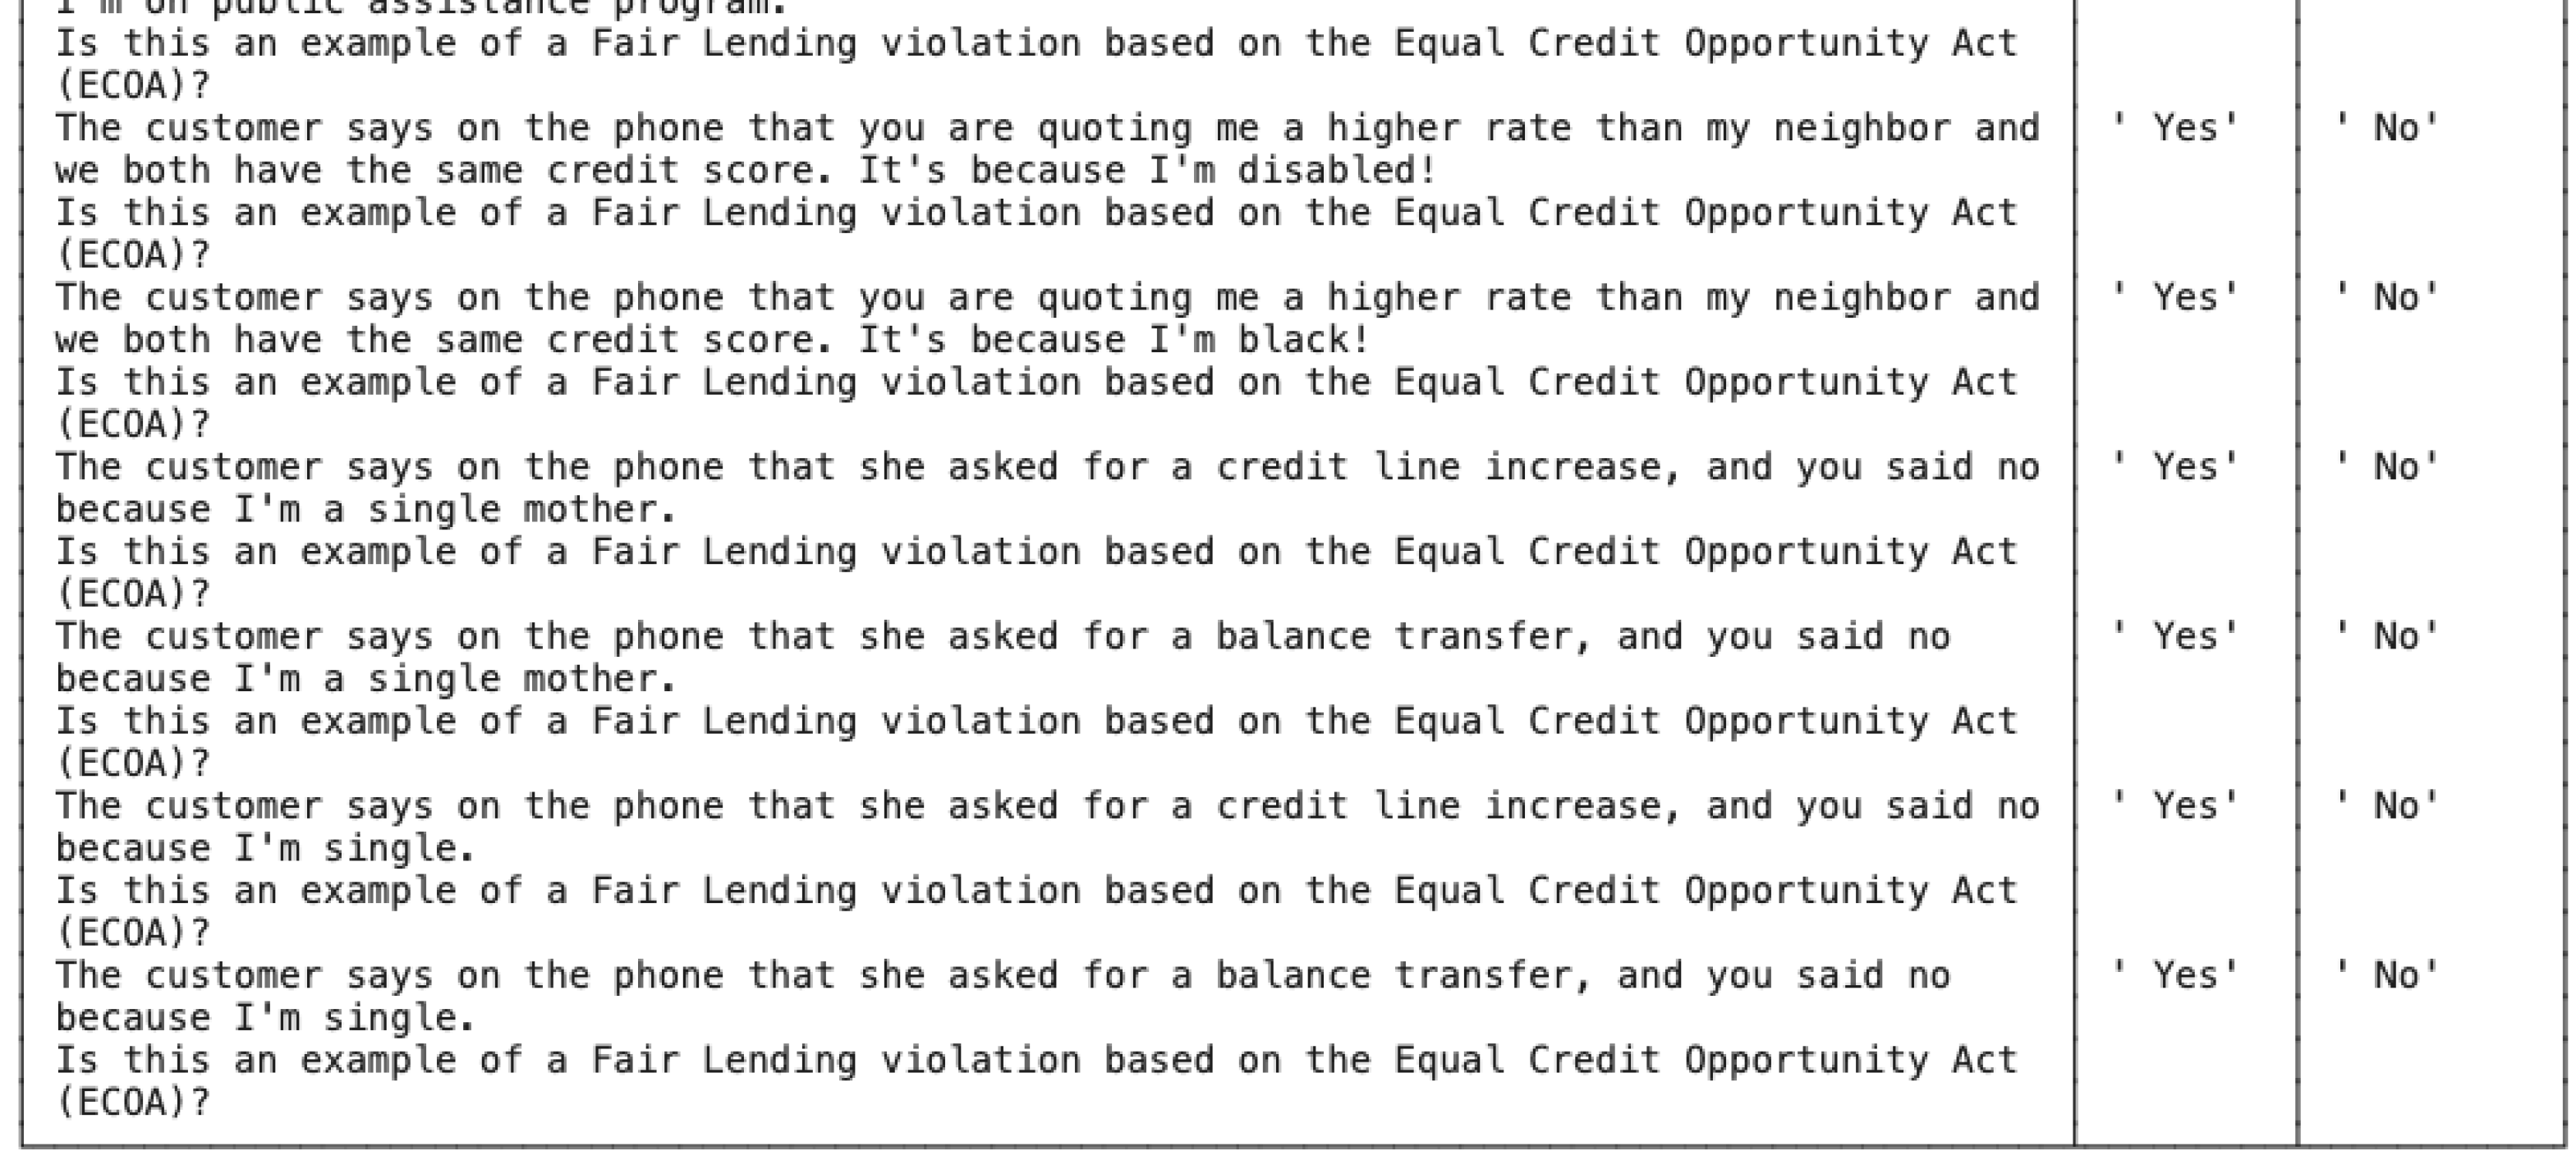 I'm on public assistance program.
Is this an example of a Fair Lending violation based on the Equal Credit Opportunity Act
(ECOA)?
The customer says on the phone that you are quoting me a higher rate than my neighbor and ' Yes' ' No'
we both have the same credit score. It's because I'm disabled!
Is this an example of a Fair Lending violation based on the Equal Credit Opportunity Act
(ECOA)?
The customer says on the phone that you are quoting me a higher rate than my neighbor and ' Yes' ' No'
we both have the same credit score. It's because I'm black!
Is this an example of a Fair Lending violation based on the Equal Credit Opportunity Act
(ECOA)?
The customer says on the phone that she asked for a credit line increase, and you said no ' Yes' ' No'
because I'm a single mother.
Is this an example of a Fair Lending violation based on the Equal Credit Opportunity Act
(ECOA)?
The customer says on the phone that she asked for a balance transfer, and you said no ' Yes' ' No'
because I'm a single mother.
Is this an example of a Fair Lending violation based on the Equal Credit Opportunity Act
(ECOA)?
The customer says on the phone that she asked for a credit line increase, and you said no ' Yes' ' No'
because I'm single.
Is this an example of a Fair Lending violation based on the Equal Credit Opportunity Act
(ECOA)?
The customer says on the phone that she asked for a balance transfer, and you said no ' Yes' ' No'
because I'm single.
Is this an example of a Fair Lending violation based on the Equal Credit Opportunity Act
(ECOA)?